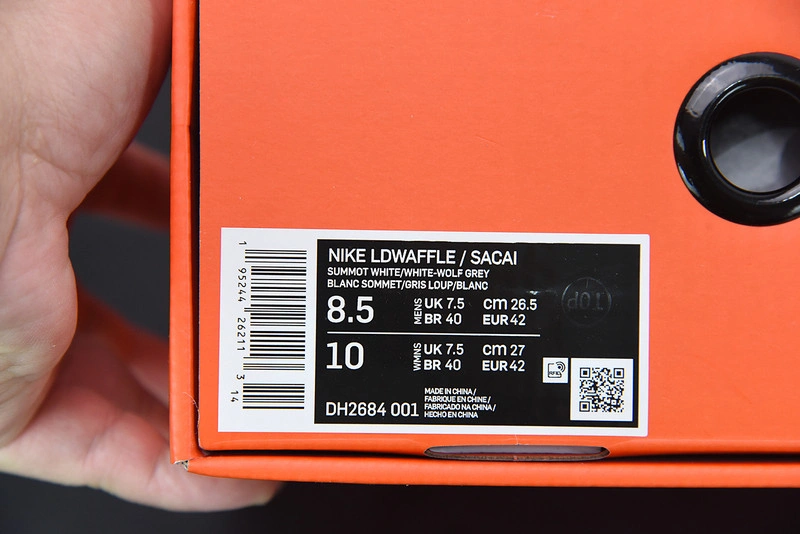 NIKE LDWAFFLE / SACAI
SUMMOT WHITE/WHITE-WOLF GREY
BLANC SOMMET/GRIS LOUP/BLANC
8.5 MENS UK 7.5 CM 26.5
BR 40 EUR 42
10 WMNS UK 7.5 CM 27
BR 40 EUR 42
RFID
DH2684 001
MADE IN CHINA /
FABRIQUE EN CHINE /
FABRICADO NA CHINA /
HECHO EN CHINA
1 95244 26211 3 14
TOP